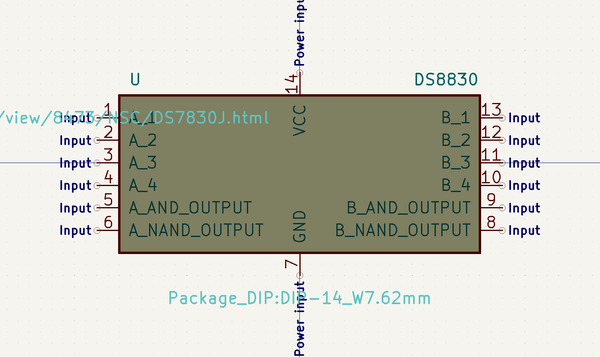 Power input
14
U
DS8830
VCC
/view/8473/NSC/DS7830J.html
Input 1 A_1
B_1 13 Input
Input 2 A_2
B_2 12 Input
Input 3 A_3
B_3 11 Input
Input 4 A_4
B_4 10 Input
Input 5 A_AND_OUTPUT
B_AND_OUTPUT 9 Input
Input 6 A_NAND_OUTPUT
B_NAND_OUTPUT 8 Input
GND
7
Package_DIP:DIP-14_W7.62mm
Power input